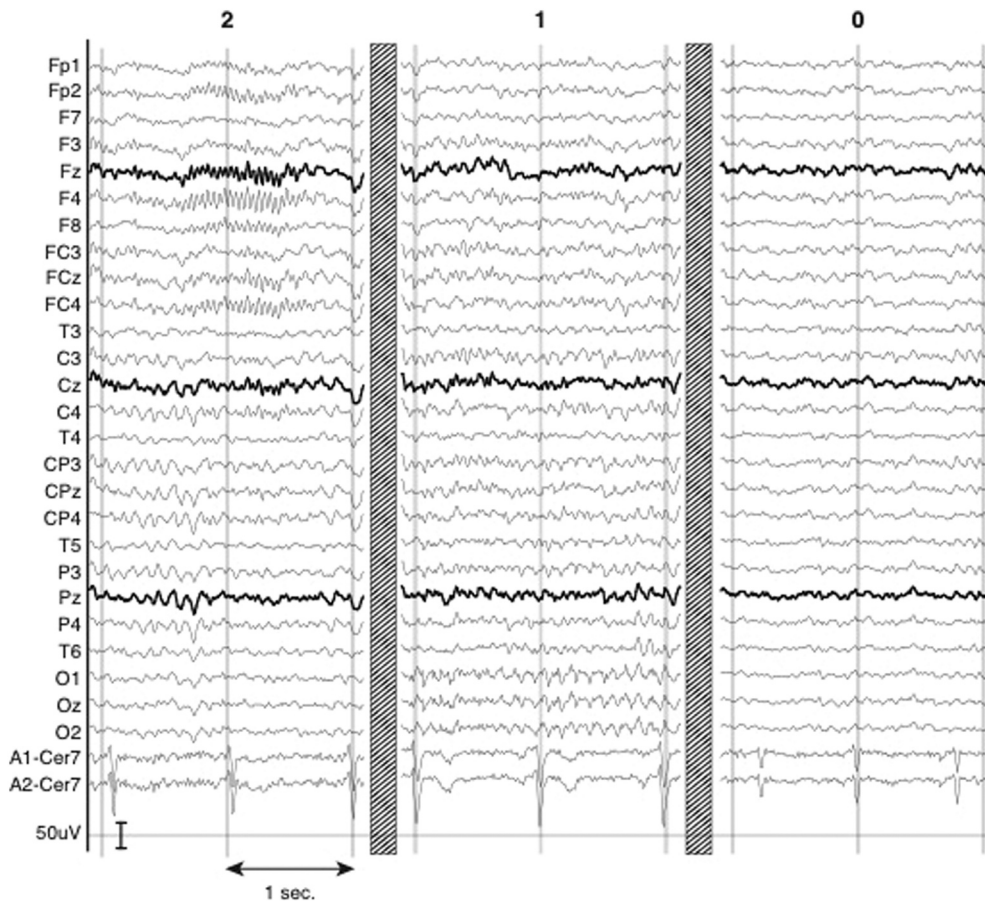 2 1 0
Fp1
Fp2
F7
F3
Fz
F4
F8
FC3
FCz
FC4
T3
C3
Cz
C4
T4
CP3
CPz
CP4
T5
P3
Pz
P4
T6
O1
Oz
O2
A1-Cer7
A2-Cer7
50uV
1 sec.